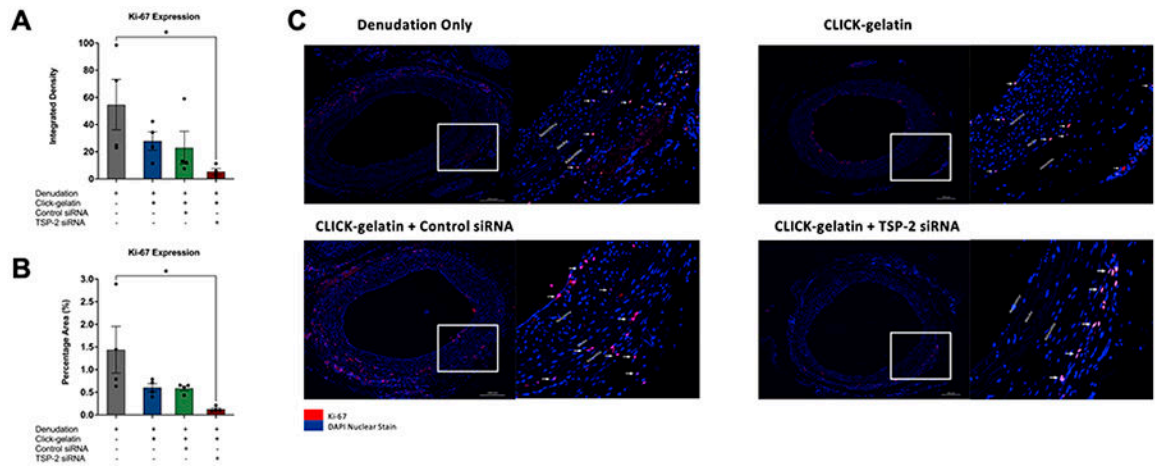 A
Ki-67 Expression
*
Integrated Density
100
80
60
40
20
0
Denudation + + + +
Click-gelatin - + + +
Control siRNA - - + -
TSP-2 siRNA - - - +
B
Ki-67 Expression
*
Percentage Area (%)
3.0
2.5
2.0
1.5
1.0
0.5
0.0
Denudation + + + +
Click-gelatin - + + +
Control siRNA - - + -
TSP-2 siRNA - - - +
C
Denudation Only
CLICK-gelatin
CLICK-gelatin + Control siRNA
CLICK-gelatin + TSP-2 siRNA
Ki-67
DAPI Nuclear Stain